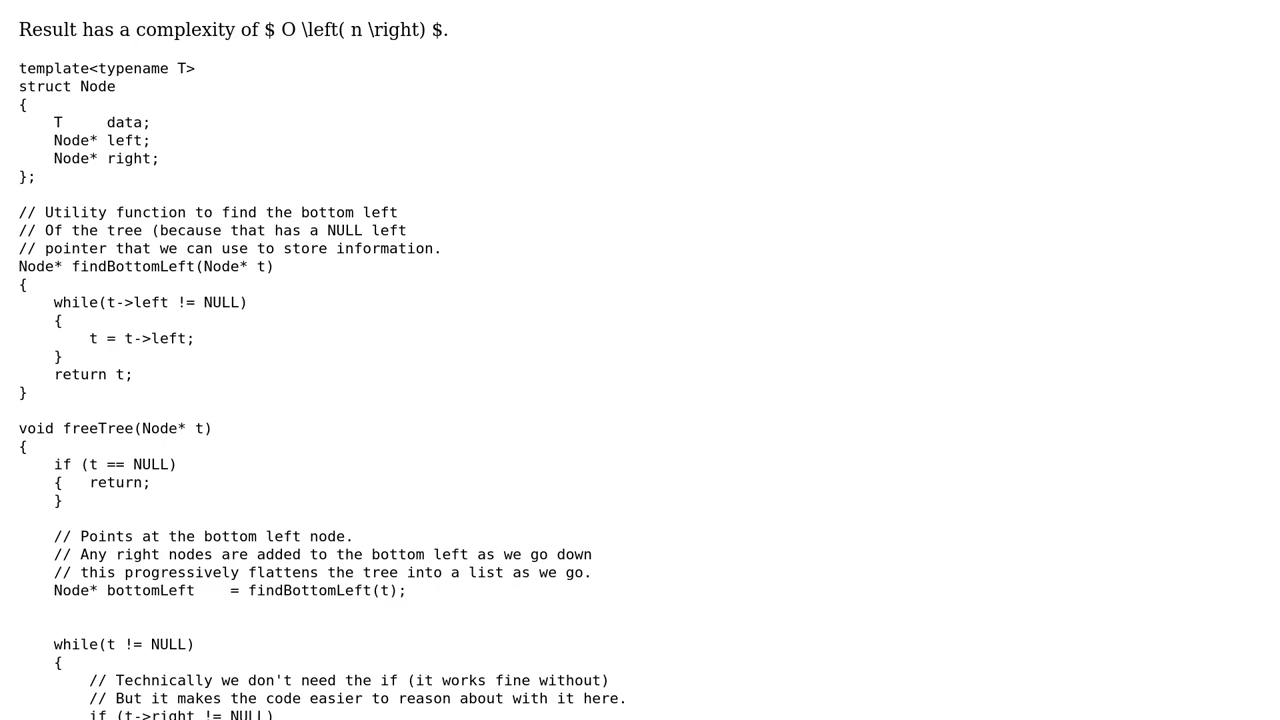 Result has a complexity of $ O \left( n \right) $.
template<typename T>
struct Node
{
    T     data;
    Node* left;
    Node* right;
};
// Utility function to find the bottom left
// Of the tree (because that has a NULL left
// pointer that we can use to store information.
Node* findBottomLeft(Node* t)
{
    while(t->left != NULL)
    {
        t = t->left;
    }
    return t;
}
void freeTree(Node* t)
{
    if (t == NULL)
    {   return;
    }
    // Points at the bottom left node.
    // Any right nodes are added to the bottom left as we go down
    // this progressively flattens the tree into a list as we go.
    Node* bottomLeft    = findBottomLeft(t);
    while(t != NULL)
    {
        // Technically we don't need the if (it works fine without)
        // But it makes the code easier to reason about with it here.
        if (t->right != NULL)